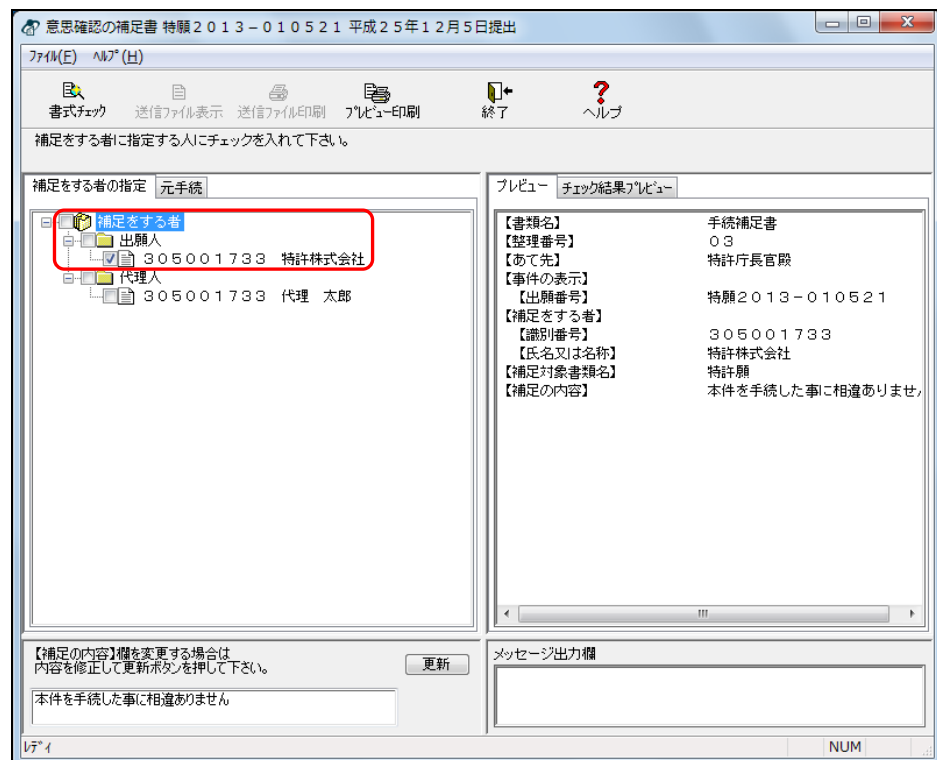 意思確認の補足書 特願２０１３－０１０５２１ 平成２５年１２月５日提出
ﾌｧｲﾙ(F) ﾍﾙﾌﾟ(H)
書式ﾁｪｯｸ 送信ﾌｧｲﾙ表示 送信ﾌｧｲﾙ印刷 ﾌﾟﾚﾋﾞｭｰ印刷 終了 ヘルプ
補足をする者に指定する人にチェックを入れて下さい。
補足をする者の指定 元手続
補足をする者
出願人
３０５００１７３３ 特許株式会社
代理人
３０５００１７３３ 代理 太郎
プレビュー チェック結果ﾌﾟﾚﾋﾞｭｰ
【書類名】 手続補足書
【整理番号】 ０３
【あて先】 特許庁長官殿
【事件の表示】
【出願番号】 特願２０１３－０１０５２１
【補足をする者】
【識別番号】 ３０５００１７３３
【氏名又は名称】 特許株式会社
【補足対象書類名】 特許願
【補足の内容】 本件を手続した事に相違ありませ
【補足の内容】欄を変更する場合は
内容を修正して更新ボタンを押して下さい。
更新
本件を手続した事に相違ありません
メッセージ出力欄
ﾚﾃﾞｨ NUM